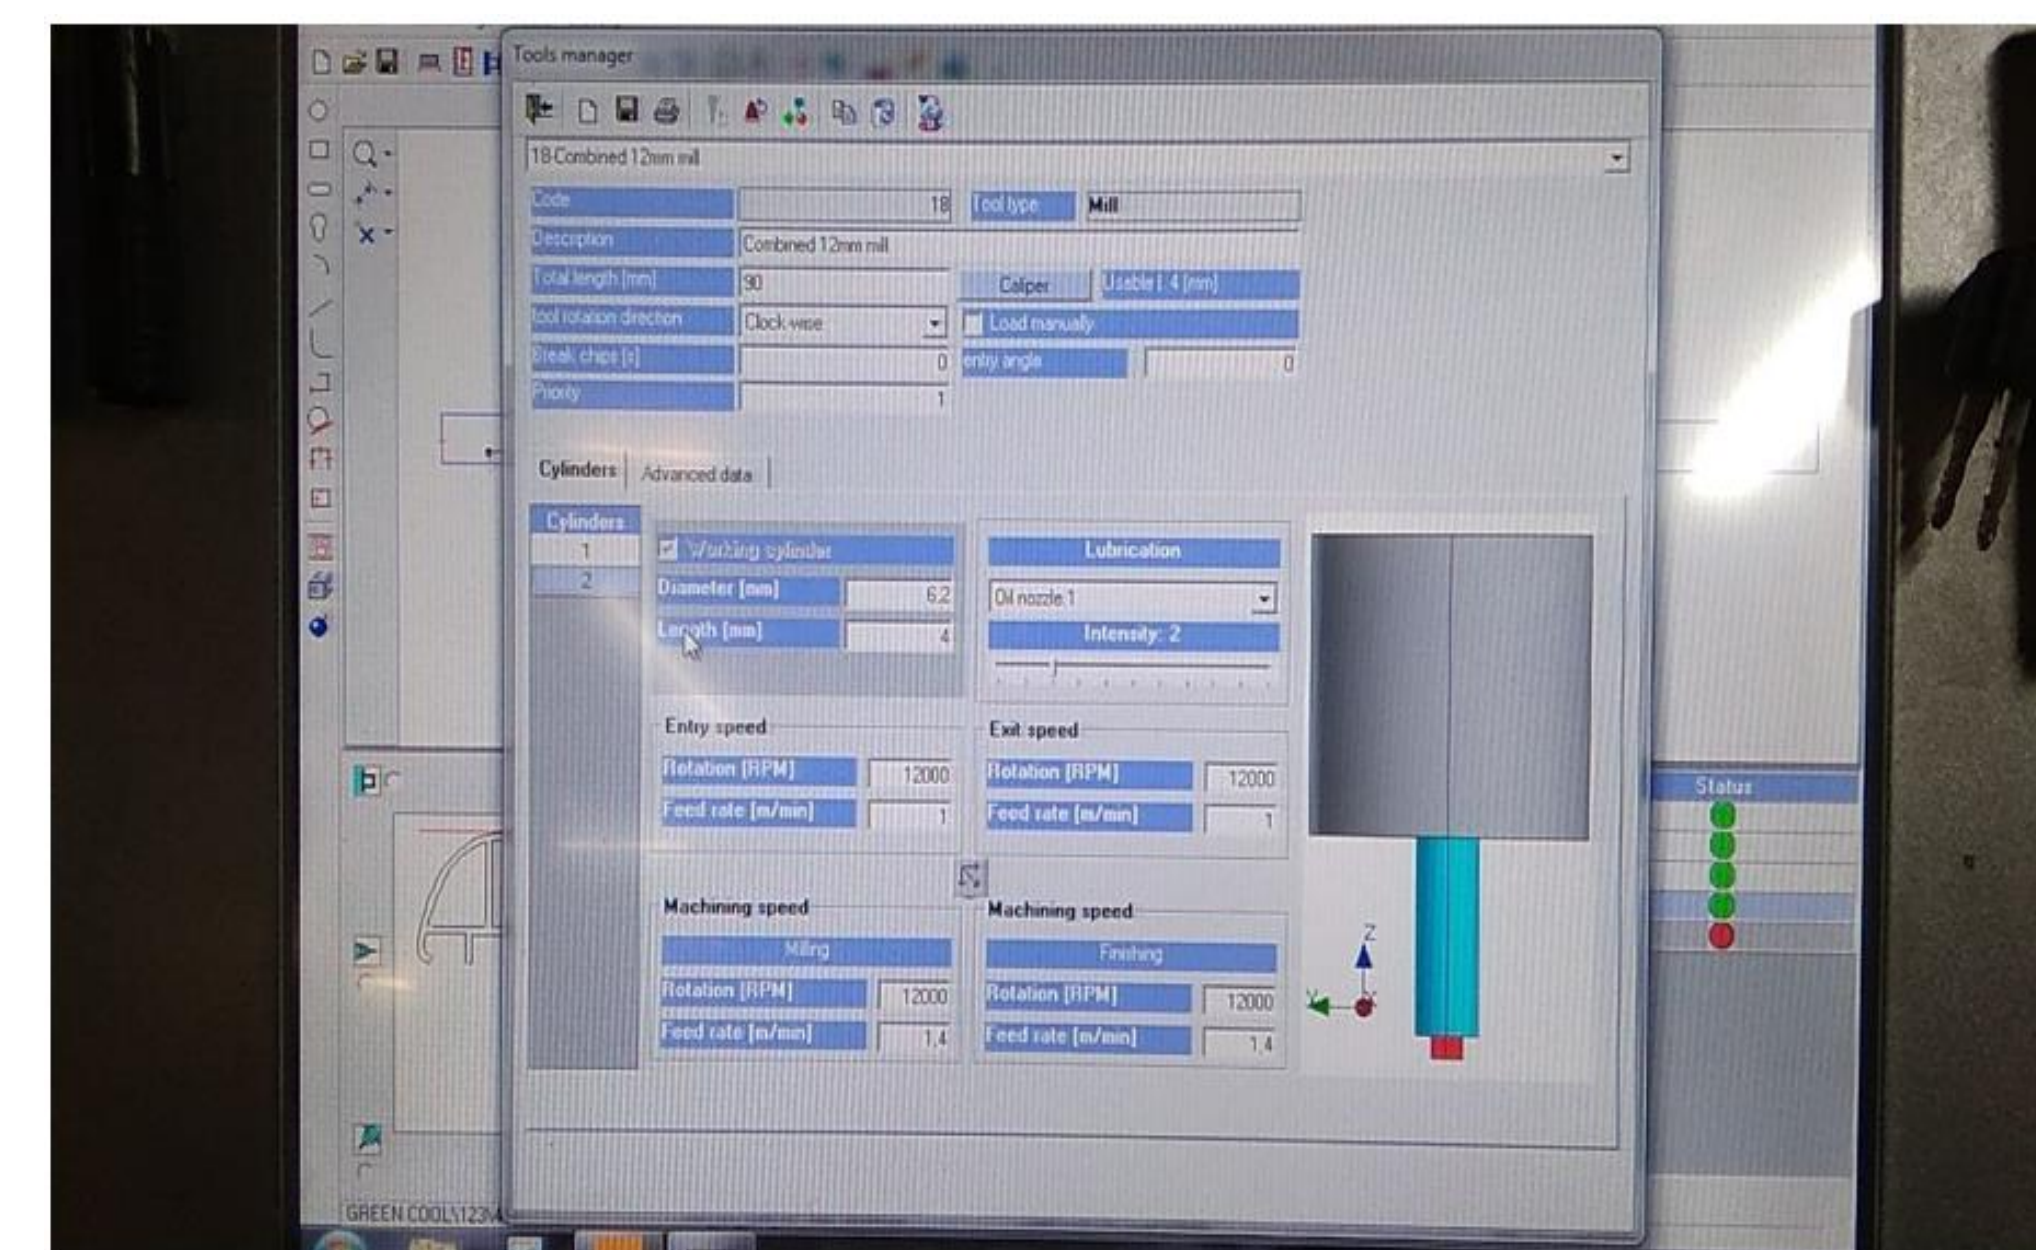 Tools manager
18-Combined 12mm mill
Code 18 Tool type Mill
Description Combined 12mm mill
Total length [mm] 90 Caliper Usable l. 4 [mm]
tool rotation direction Clock-wise Load manually
Break chips [s] 0 entry angle 0
Priority 1
Cylinders Advanced data
Cylinders
1
2
Working cylinder
Diameter [mm] 6,2
Length [mm] 4
Lubrication
Oil nozzle 1
Intensity: 2
Entry speed
Rotation [RPM] 12000
Feed rate [m/min] 1
Exit speed
Rotation [RPM] 12000
Feed rate [m/min] 1
Machining speed
Milling
Rotation [RPM] 12000
Feed rate [m/min] 1,4
Machining speed
Finishing
Rotation [RPM] 12000
Feed rate [m/min] 1,4
Z
Y
Status
GREEN COOL\123\